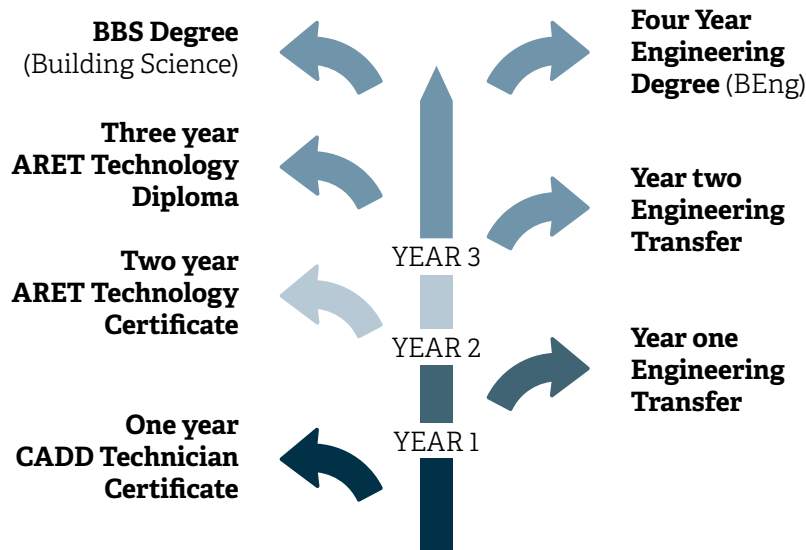 BBS Degree
(Building Science)
Four Year
Engineering
Degree (BEng)
Three year
ARET Technology
Diploma
Year two
Engineering
Transfer
YEAR 3
Two year
ARET Technology
Certificate
YEAR 2
Year one
Engineering
Transfer
YEAR 1
One year
CADD Technician
Certificate